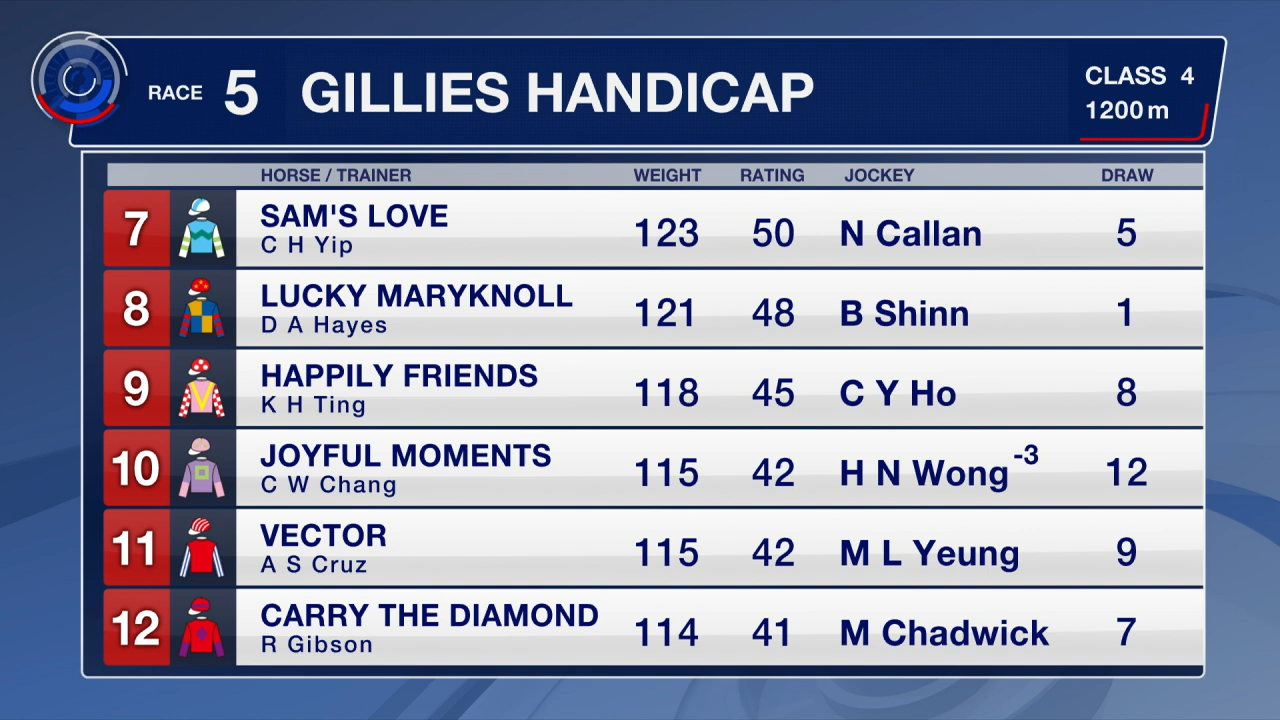 RACE 5 GILLIES HANDICAP
CLASS 4
1200m
HORSE / TRAINER WEIGHT RATING JOCKEY DRAW
7 SAM'S LOVE 123 50 N Callan 5
C H Yip
8 LUCKY MARYKNOLL 121 48 B Shinn 1
D A Hayes
9 HAPPILY FRIENDS 118 45 C Y Ho 8
K H Ting
10 JOYFUL MOMENTS 115 42 H N Wong -3 12
C W Chang
11 VECTOR 115 42 M L Yeung 9
A S Cruz
12 CARRY THE DIAMOND 114 41 M Chadwick 7
R Gibson